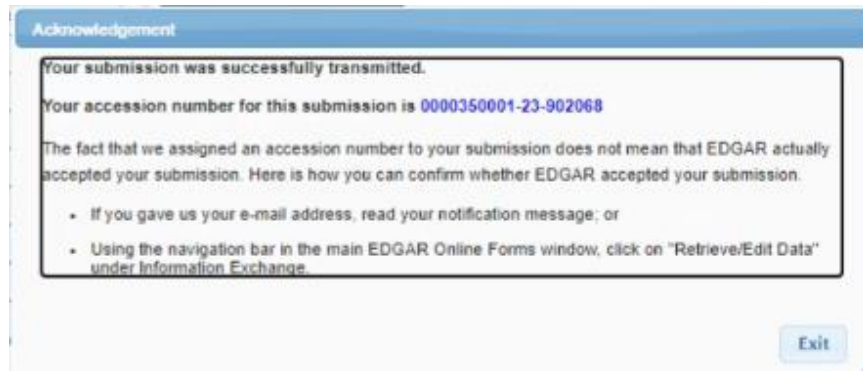 Acknowledgement
Your submission was successfully transmitted.
Your accession number for this submission is 0000350001-23-902068
The fact that we assigned an accession number to your submission does not mean that EDGAR actually
accepted your submission. Here is how you can confirm whether EDGAR accepted your submission.
• If you gave us your e-mail address, read your notification message; or
• Using the navigation bar in the main EDGAR Online Forms window, click on "Retrieve/Edit Data"
under Information Exchange.
Exit